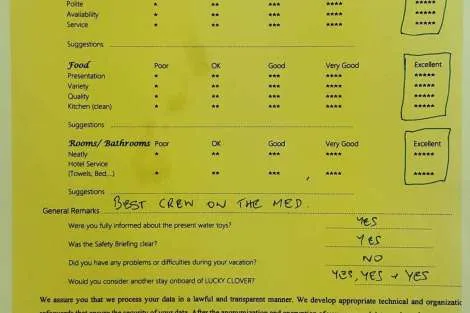 Polite * ** *** **** *****
Availability * ** *** **** *****
Service * ** *** **** *****
Suggestions
Food Poor OK Good Very Good Excellent
Presentation * ** *** **** *****
Variety * ** *** **** *****
Quality * ** *** **** *****
Kitchen (clean) * ** *** **** *****
Suggestions
Rooms/ Bathrooms Poor OK Good Very Good Excellent
Neatly * ** *** **** *****
Hotel Service
(Towels, Bed,...) * ** *** **** *****
Suggestions
General Remarks BEST CREW ON THE MED.
Were you fully informed about the present water toys? YES
Was the Safety Briefing clear? YES
Did you have any problems or difficulties during your vacation? NO
Would you consider another stay onboard of LUCKY CLOVER? YES, YES + YES
We assure you that we process your data in a lawful and transparent manner. We develop appropriate technical and organizatio